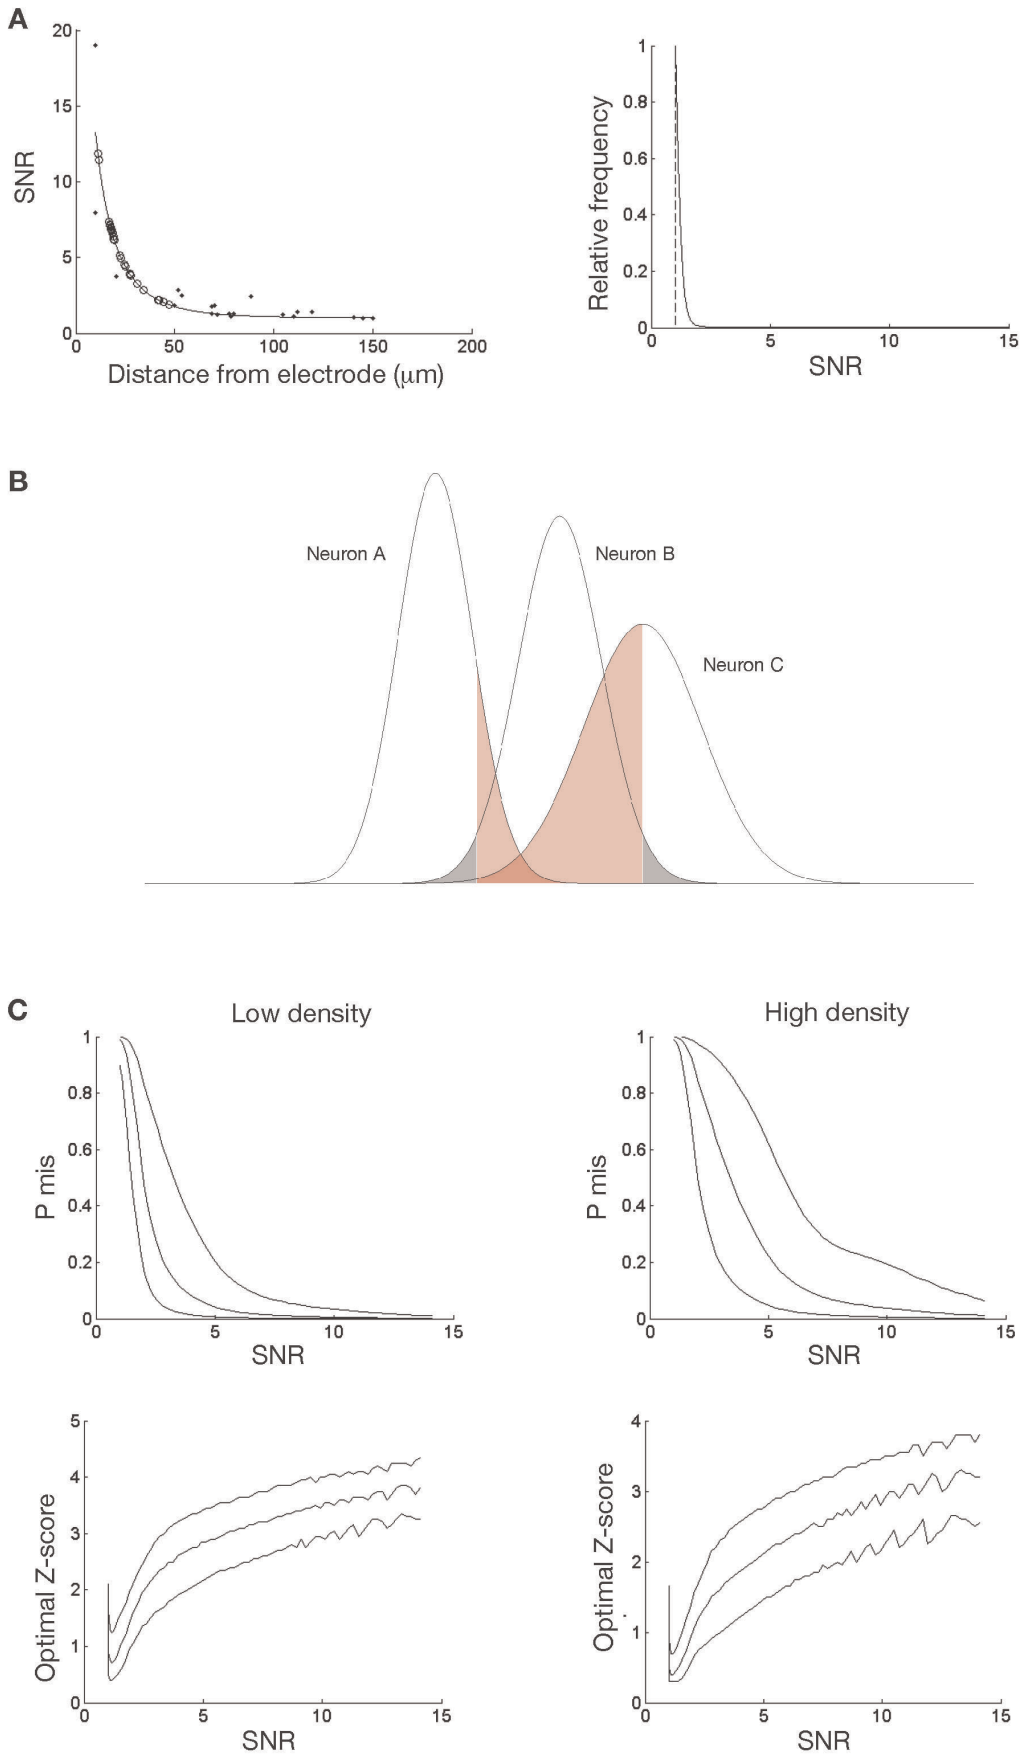 A
20
15
10
5
0
SNR
0 50 100 150 200
Distance from electrode (μm)
1
0.8
0.6
0.4
0.2
0
Relative frequency
0 5 10 15
SNR
B
Neuron A
Neuron B
Neuron C
C
Low density
1
0.8
0.6
0.4
0.2
0
P mis
0 5 10 15
SNR
High density
1
0.8
0.6
0.4
0.2
0
P mis
0 5 10 15
SNR
5
4
3
2
1
0
Optimal Z-score
0 5 10 15
SNR
4
3
2
1
0
Optimal Z-score
0 5 10 15
SNR